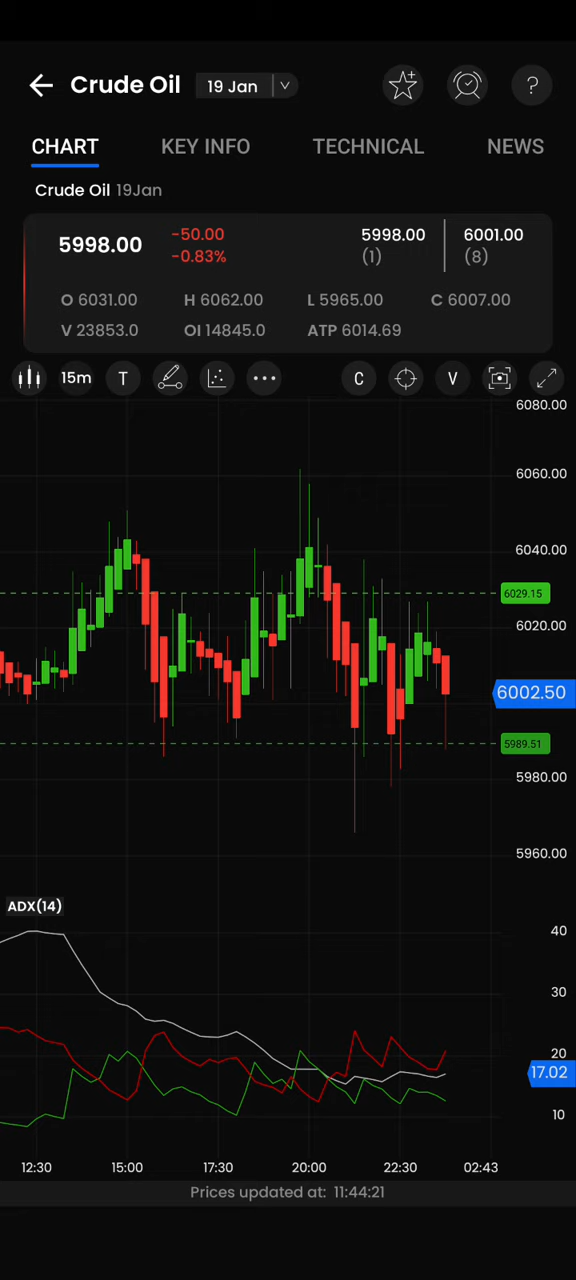 Crude Oil 19 Jan ?
CHART KEY INFO TECHNICAL NEWS
Crude Oil 19Jan
5998.00 -50.00 5998.00 6001.00
-0.83% (1) (8)
O 6031.00 H 6062.00 L 5965.00 C 6007.00
V 23853.0 OI 14845.0 ATP 6014.69
15m T C V
6080.00
6060.00
6040.00
6029.15
6020.00
6002.50
5989.51
5980.00
5960.00
ADX(14)
40
30
20
17.02
10
12:30 15:00 17:30 20:00 22:30 02:43
Prices updated at: 11:44:21